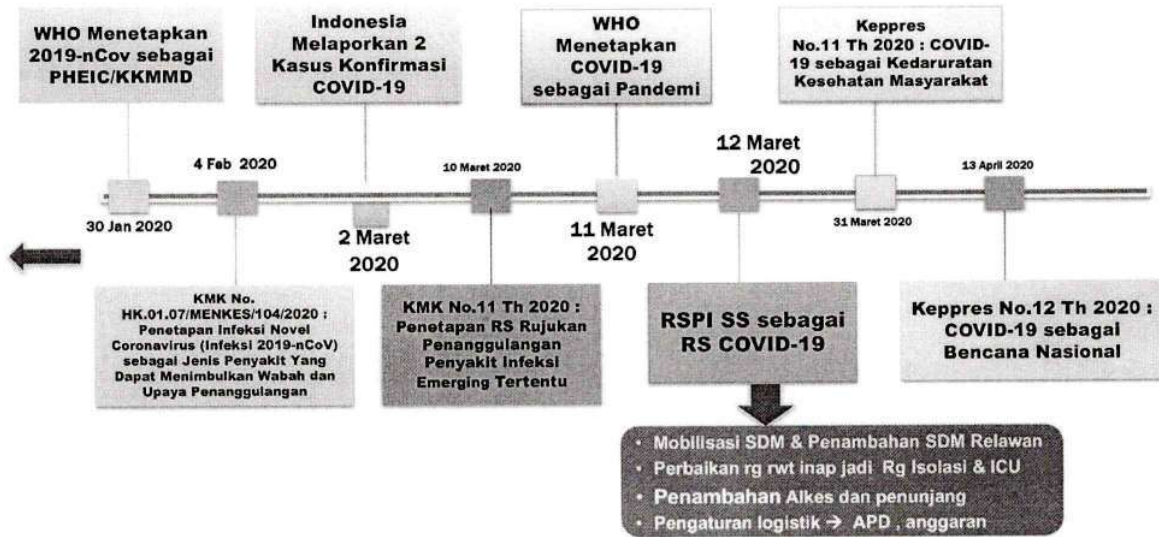 WHO Menetapkan
2019-nCov sebagai
PHEIC/KKMMD
Indonesia
Melaporkan 2
Kasus Konfirmasi
COVID-19
WHO
Menetapkan
COVID-19
sebagai Pandemi
Keppres
No.11 Th 2020 : COVID-
19 sebagai Kedaruratan
Kesehatan Masyarakat
30 Jan 2020
4 Feb 2020
2 Maret
2020
10 Maret 2020
11 Maret
2020
12 Maret
2020
31 Maret 2020
13 April 2020
KMK No.
HK.01.07/MENKES/104/2020 :
Penetapan Infeksi Novel
Coronavirus (Infeksi 2019-nCoV)
sebagai Jenis Penyakit Yang
Dapat Menimbulkan Wabah dan
Upaya Penanggulangan
KMK No.11 Th 2020 :
Penetapan RS Rujukan
Penanggulangan
Penyakit Infeksi
Emerging Tertentu
RSPI SS sebagai
RS COVID-19
Keppres No.12 Th 2020 :
COVID-19 sebagai
Bencana Nasional
• Mobilisasi SDM & Penambahan SDM Relawan
• Perbaikan rg rwt inap jadi Rg Isolasi & ICU
• Penambahan Alkes dan penunjang
• Pengaturan logistik → APD , anggaran